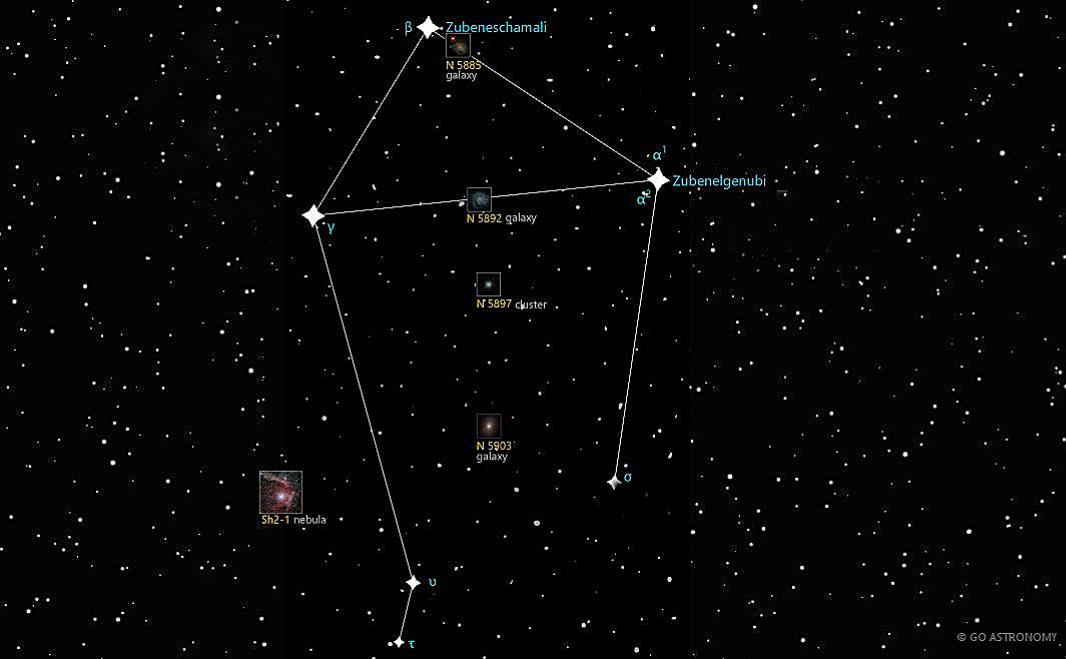 β Zubeneschamali
N 5885
galaxy
α1
Zubenelgenubi
α2
N 5892 galaxy
γ
N 5897 cluster
N 5903
galaxy
σ
Sh2-1 nebula
υ
τ
© GO ASTRONOMY